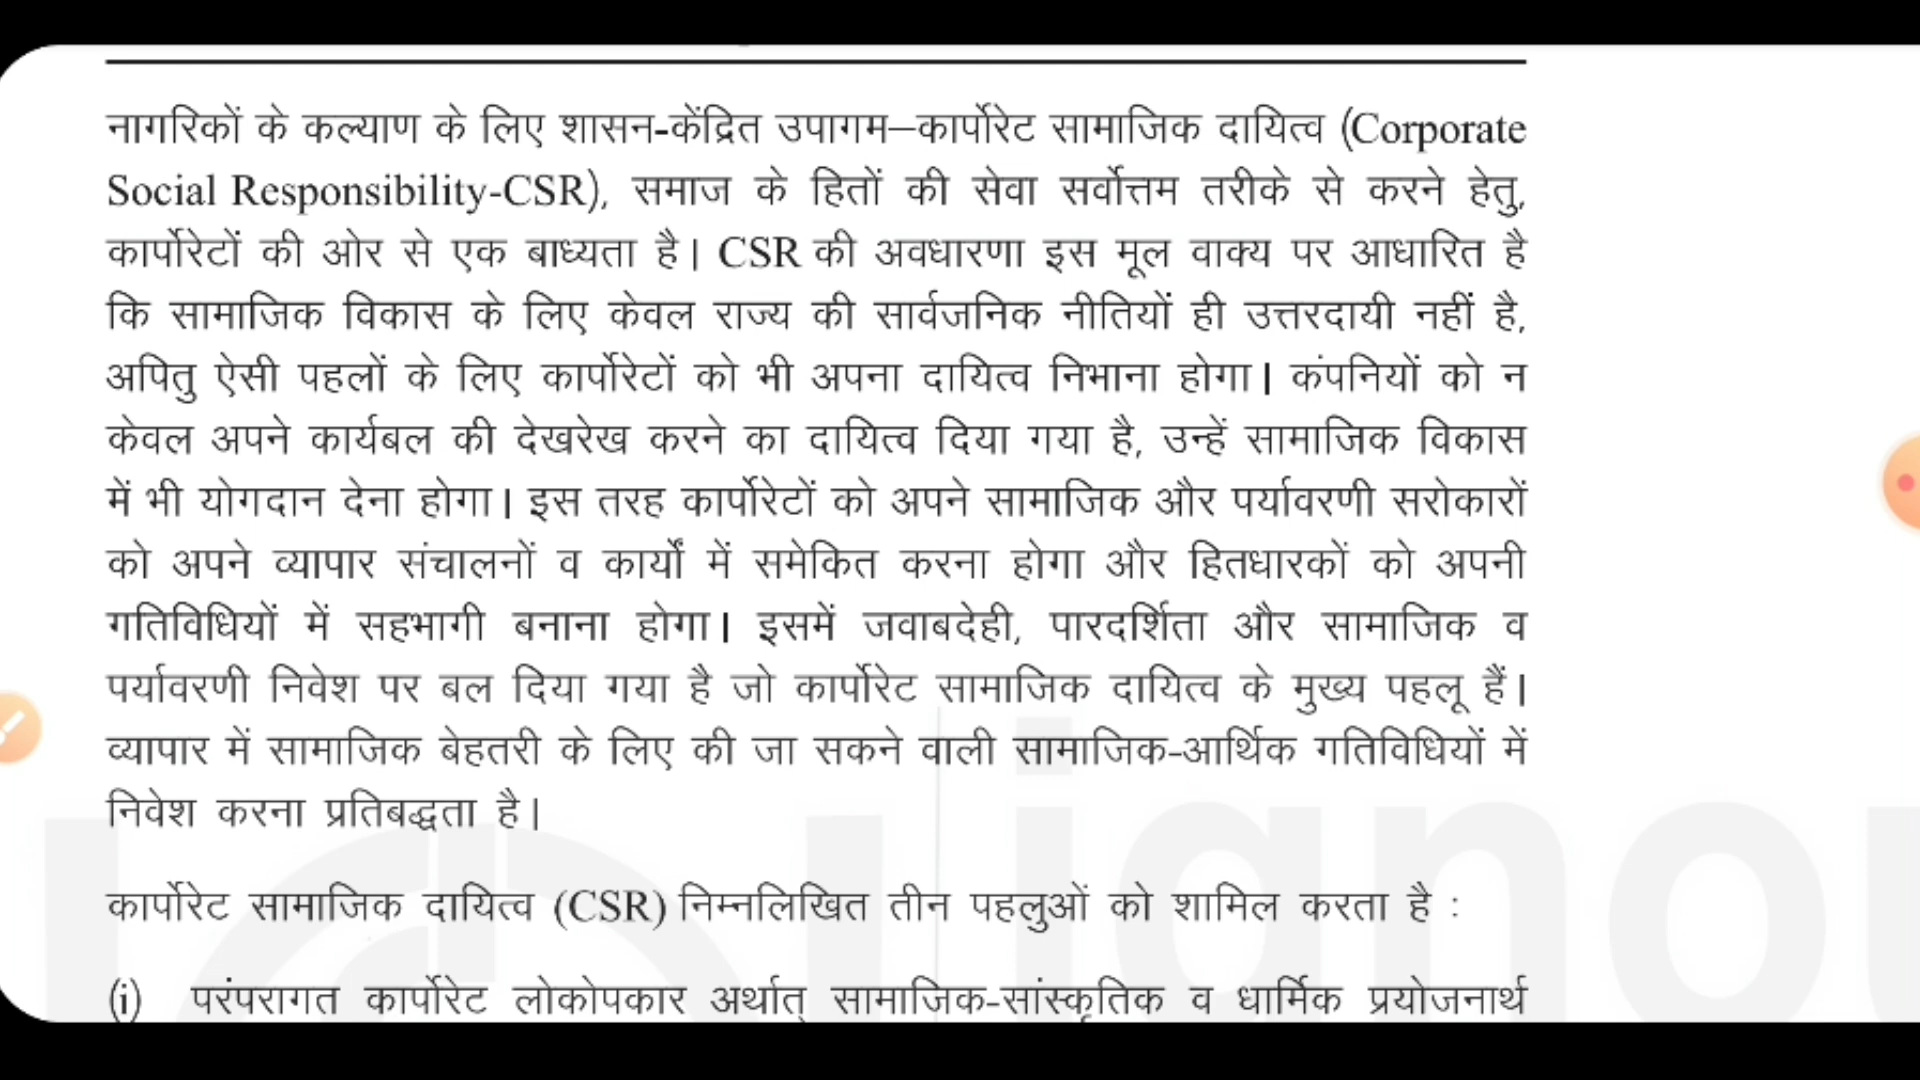 नागरिकों के कल्याण के लिए शासन-केंद्रित उपागम–कार्पोरेट सामाजिक दायित्व (Corporate
Social Responsibility-CSR), समाज के हितों की सेवा सर्वोत्तम तरीके से करने हेतु,
कार्पोरेटों की ओर से एक बाध्यता है। CSR की अवधारणा इस मूल वाक्य पर आधारित है
कि सामाजिक विकास के लिए केवल राज्य की सार्वजनिक नीतियों ही उत्तरदायी नहीं है,
अपितु ऐसी पहलों के लिए कार्पोरेटों को भी अपना दायित्व निभाना होगा। कंपनियों को न
केवल अपने कार्यबल की देखरेख करने का दायित्व दिया गया है, उन्हें सामाजिक विकास
में भी योगदान देना होगा। इस तरह कार्पोरेटों को अपने सामाजिक और पर्यावरणी सरोकारों
को अपने व्यापार संचालनों व कार्यों में समेकित करना होगा और हितधारकों को अपनी
गतिविधियों में सहभागी बनाना होगा। इसमें जवाबदेही, पारदर्शिता और सामाजिक व
पर्यावरणी निवेश पर बल दिया गया है जो कार्पोरेट सामाजिक दायित्व के मुख्य पहलू हैं।
व्यापार में सामाजिक बेहतरी के लिए की जा सकने वाली सामाजिक-आर्थिक गतिविधियों में
निवेश करना प्रतिबद्धता है।
कार्पोरेट सामाजिक दायित्व (CSR) निम्नलिखित तीन पहलुओं को शामिल करता है :
(i) परंपरागत कार्पोरेट लोकोपकार अर्थात् सामाजिक-सांस्कृतिक व धार्मिक प्रयोजनार्थ
ignou